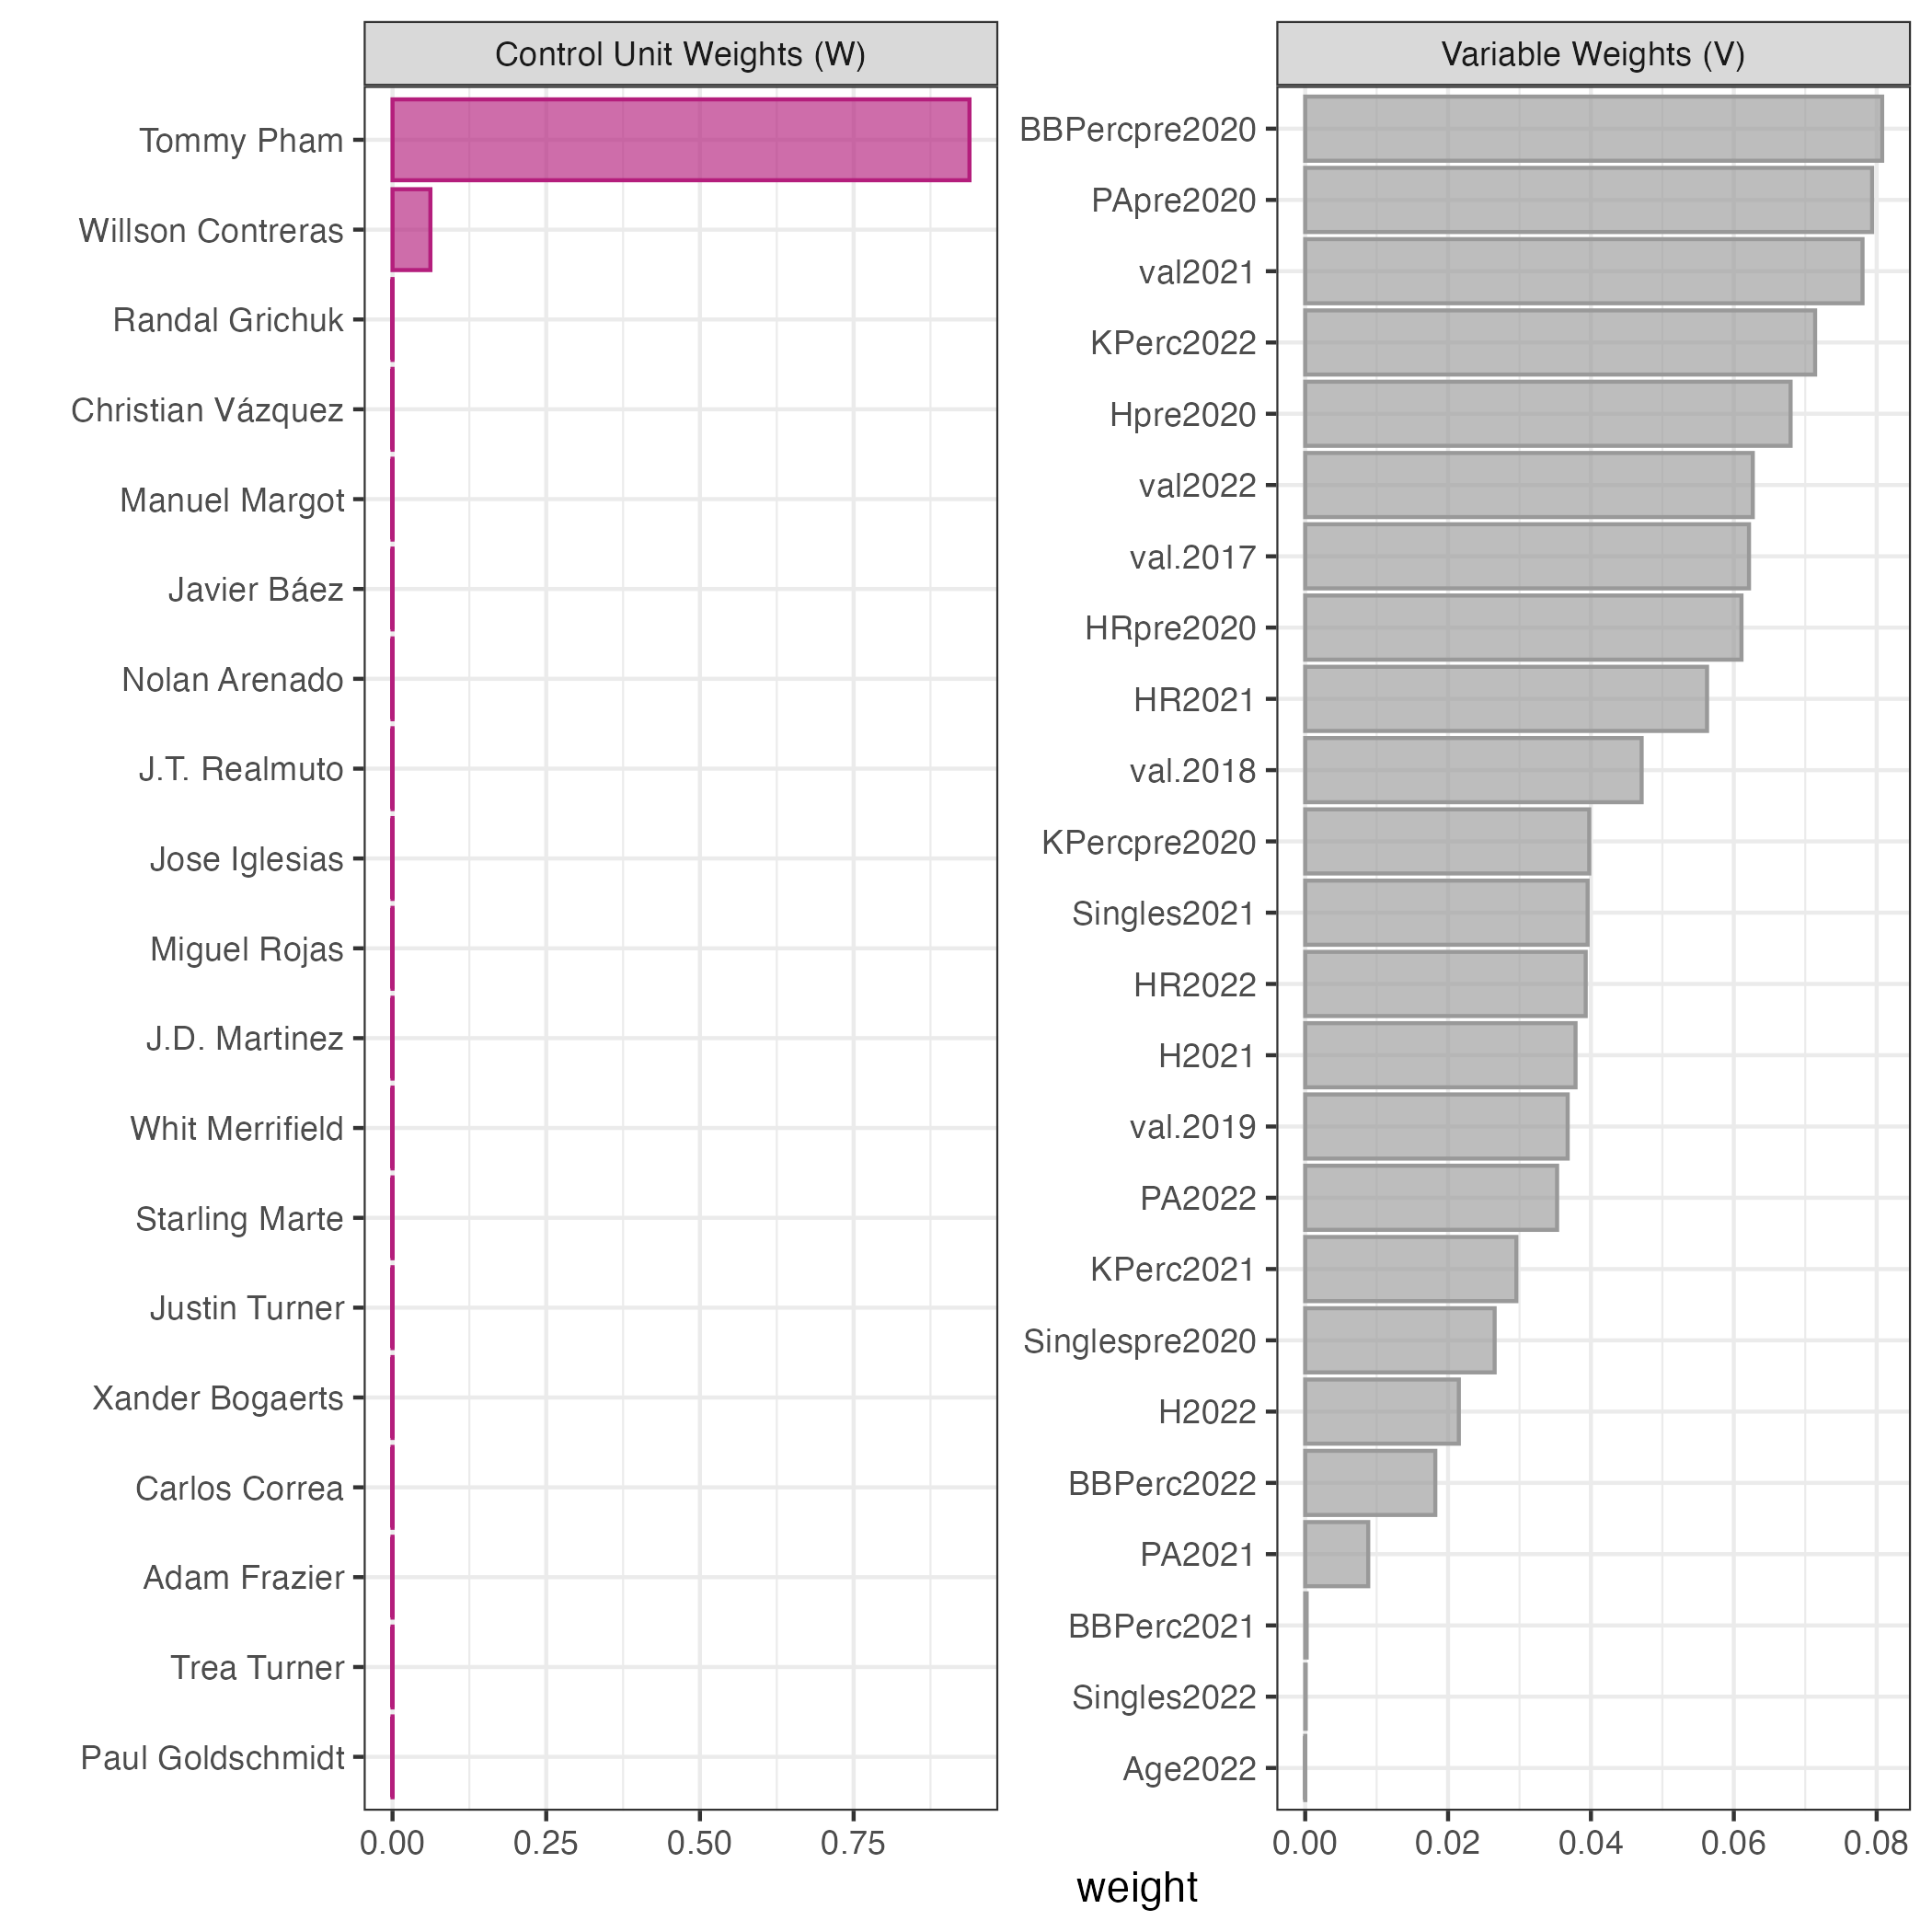 Control Unit Weights (W)
Tommy Pham
Willson Contreras
Randal Grichuk
Christian Vázquez
Manuel Margot
Javier Báez
Nolan Arenado
J.T. Realmuto
Jose Iglesias
Miguel Rojas
J.D. Martinez
Whit Merrifield
Starling Marte
Justin Turner
Xander Bogaerts
Carlos Correa
Adam Frazier
Trea Turner
Paul Goldschmidt
0.00 0.25 0.50 0.75
Variable Weights (V)
BBPercpre2020
PApre2020
val2021
KPerc2022
Hpre2020
val2022
val.2017
HRpre2020
HR2021
val.2018
KPercpre2020
Singles2021
HR2022
H2021
val.2019
PA2022
KPerc2021
Singlespre2020
H2022
BBPerc2022
PA2021
BBPerc2021
Singles2022
Age2022
0.00 0.02 0.04 0.06 0.08
weight